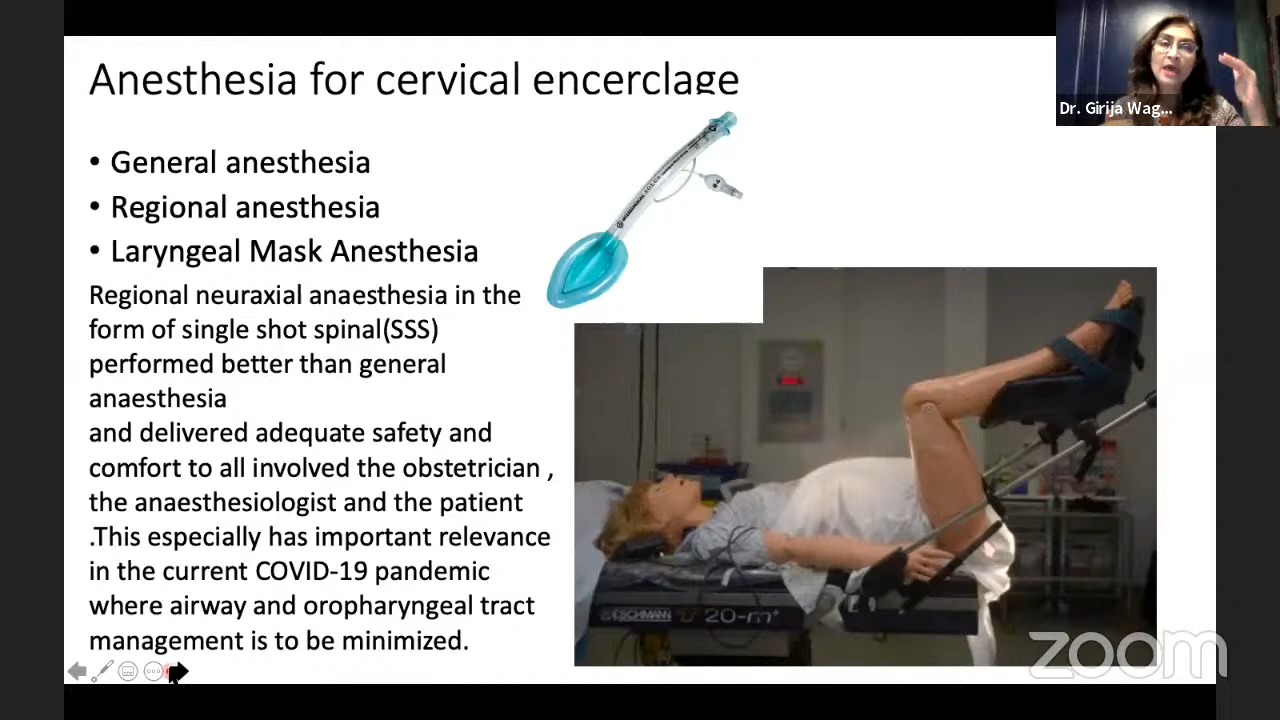 Anesthesia for cervical encerclage
Dr. Girija Wag...
• General anesthesia
• Regional anesthesia
• Laryngeal Mask Anesthesia
Regional neuraxial anaesthesia in the
form of single shot spinal(SSS)
performed better than general
anaesthesia
and delivered adequate safety and
comfort to all involved the obstetrician ,
the anaesthesiologist and the patient
.This especially has important relevance
in the current COVID-19 pandemic
where airway and oropharyngeal tract
management is to be minimized.
ESCHMANN 20-m+
zoom